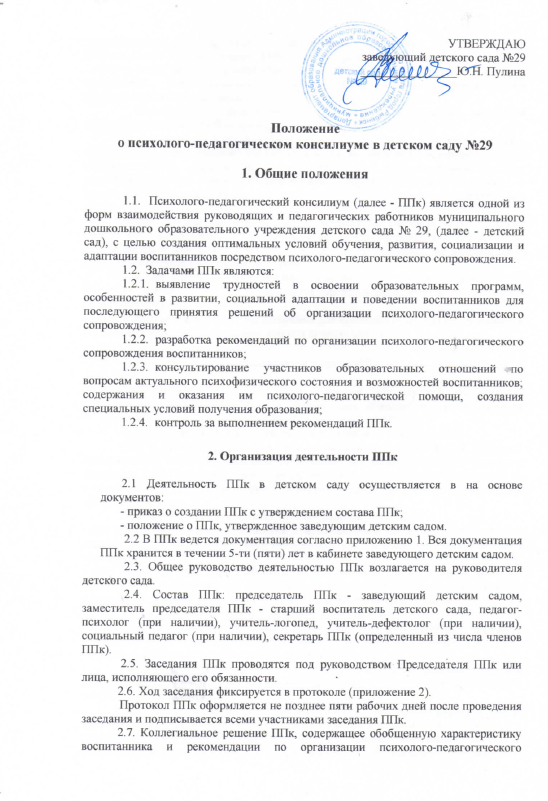 УТВЕРЖДАЮ
заведующий детского сада №29
Ю.Н. Пулина
Положение
о психолого-педагогическом консилиуме в детском саду №29
1. Общие положения
1.1. Психолого-педагогический консилиум (далее - ППк) является одной из
форм взаимодействия руководящих и педагогических работников муниципального
дошкольного образовательного учреждения детского сада № 29, (далее - детский
сад), с целью создания оптимальных условий обучения, развития, социализации и
адаптации воспитанников посредством психолого-педагогического сопровождения.
1.2. Задачами ППк являются:
1.2.1. выявление трудностей в освоении образовательных программ,
особенностей в развитии, социальной адаптации и поведении воспитанников для
последующего принятия решений об организации психолого-педагогического
сопровождения;
1.2.2. разработка рекомендаций по организации психолого-педагогического
сопровождения воспитанников;
1.2.3. консультирование участников образовательных отношений по
вопросам актуального психофизического состояния и возможностей воспитанников;
содержания и оказания им психолого-педагогической помощи, создания
специальных условий получения образования;
1.2.4. контроль за выполнением рекомендаций ППк.
2. Организация деятельности ППк
2.1 Деятельность ППк в детском саду осуществляется в на основе
документов:
- приказ о создании ППк с утверждением состава ППк;
- положение о ППк, утвержденное заведующим детским садом.
2.2 В ППк ведется документация согласно приложению 1. Вся документация
ППк хранится в течении 5-ти (пяти) лет в кабинете заведующего детским садом.
2.3. Общее руководство деятельностью ППк возлагается на руководителя
детского сада.
2.4. Состав ППк: председатель ППк - заведующий детским садом,
заместитель председателя ППк - старший воспитатель детского сада, педагог-
психолог (при наличии), учитель-логопед, учитель-дефектолог (при наличии),
социальный педагог (при наличии), секретарь ППк (определенный из числа членов
ППк).
2.5. Заседания ППк проводятся под руководством Председателя ППк или
лица, исполняющего его обязанности.
2.6. Ход заседания фиксируется в протоколе (приложение 2).
Протокол ППк оформляется не позднее пяти рабочих дней после проведения
заседания и подписывается всеми участниками заседания ППк.
2.7. Коллегиальное решение ППк, содержащее обобщенную характеристику
воспитанника и рекомендации по организации психолого-педагогического